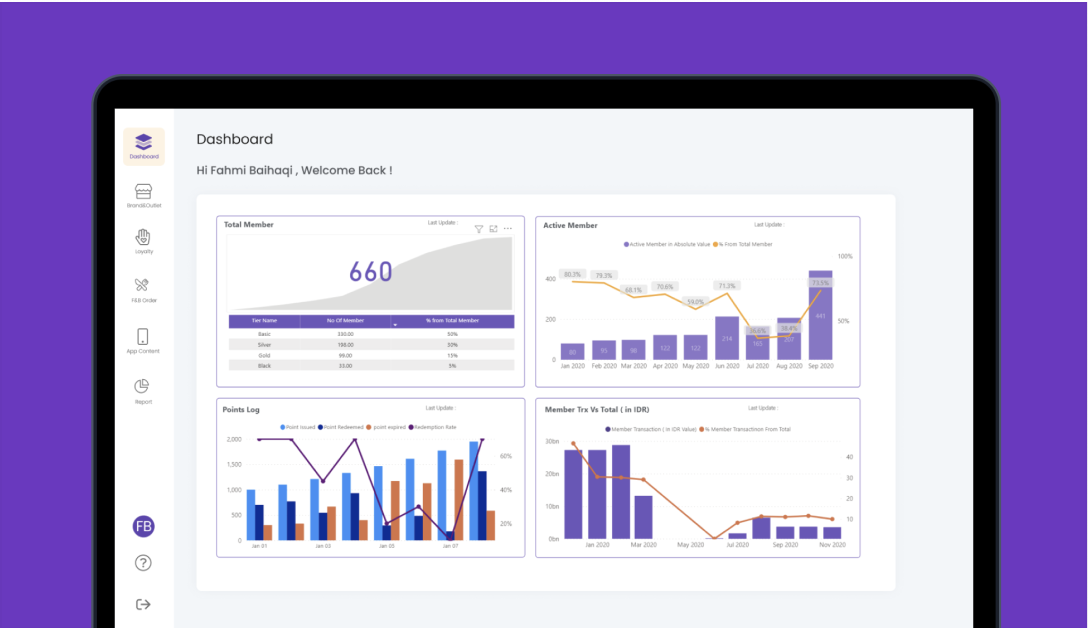 Dashboard
Hi Fahmi Baihaqi , Welcome Back !
Dashboard
Brand&Outlet
Loyalty
F&B Order
App Content
Report
FB
?
Total Member
Last Update :
660
Tier Name No Of Member % from Total Member
Basic 330.00 50%
Silver 198.00 30%
Gold 99.00 15%
Black 33.00 5%
Active Member
Last Update :
Active Member in Absolute Value % From Total Member
100%
50%
400
200
0
80.3% 79.3% 68.1% 70.6% 59.0% 71.3% 38.4% 73.5%
80 95 98 122 122 214 165 207 441
Jan 2020 Feb 2020 Mar 2020 Apr 2020 May 2020 Jun 2020 Jul 2020 Aug 2020 Sep 2020
Points Log
Last Update :
Point Issued Point Redeemed point expired Redemption Rate
2,000
1,500
1,000
500
0
60%
40%
20%
Jan 01 Jan 03 Jan 05 Jan 07
Member Trx Vs Total ( in IDR)
Last Update :
Member Transaction ( in IDR Value) % Member Transactinon From Total
30bn
20bn
10bn
0bn
40
30
20
10
Jan 2020 Mar 2020 May 2020 Jul 2020 Sep 2020 Nov 2020